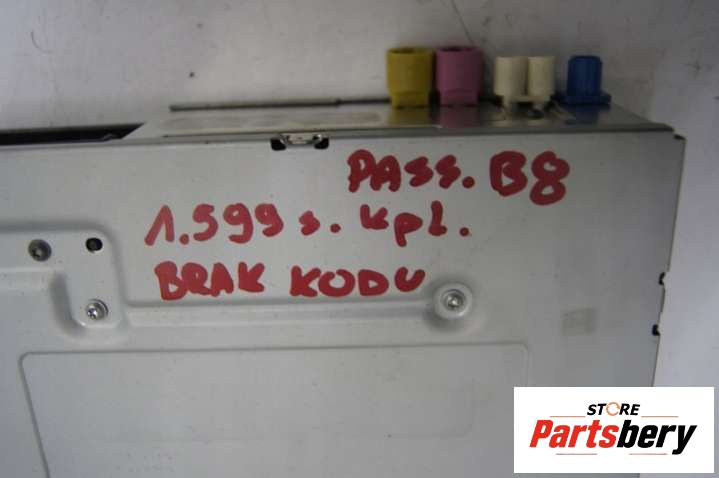 PASS. B8
1.599 s. kpl.
BRAK KODU
STORE
Partsbery